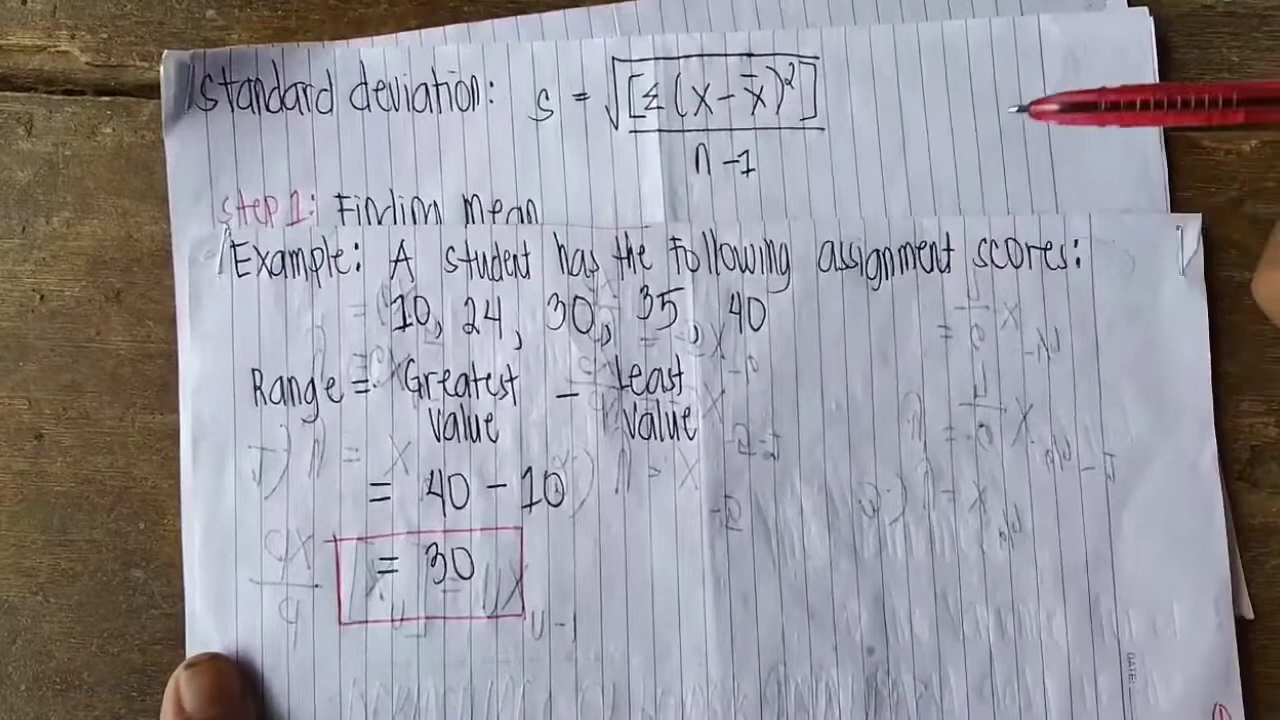 Standard deviation: s = √[Σ(x-x̄)²]
n-1
Step 1: Finding mean
Example: A student has the following assignment scores:
10, 24, 30, 35, 40
Range = Greatest value - Least value
= 40 - 10
= 30
DATE: